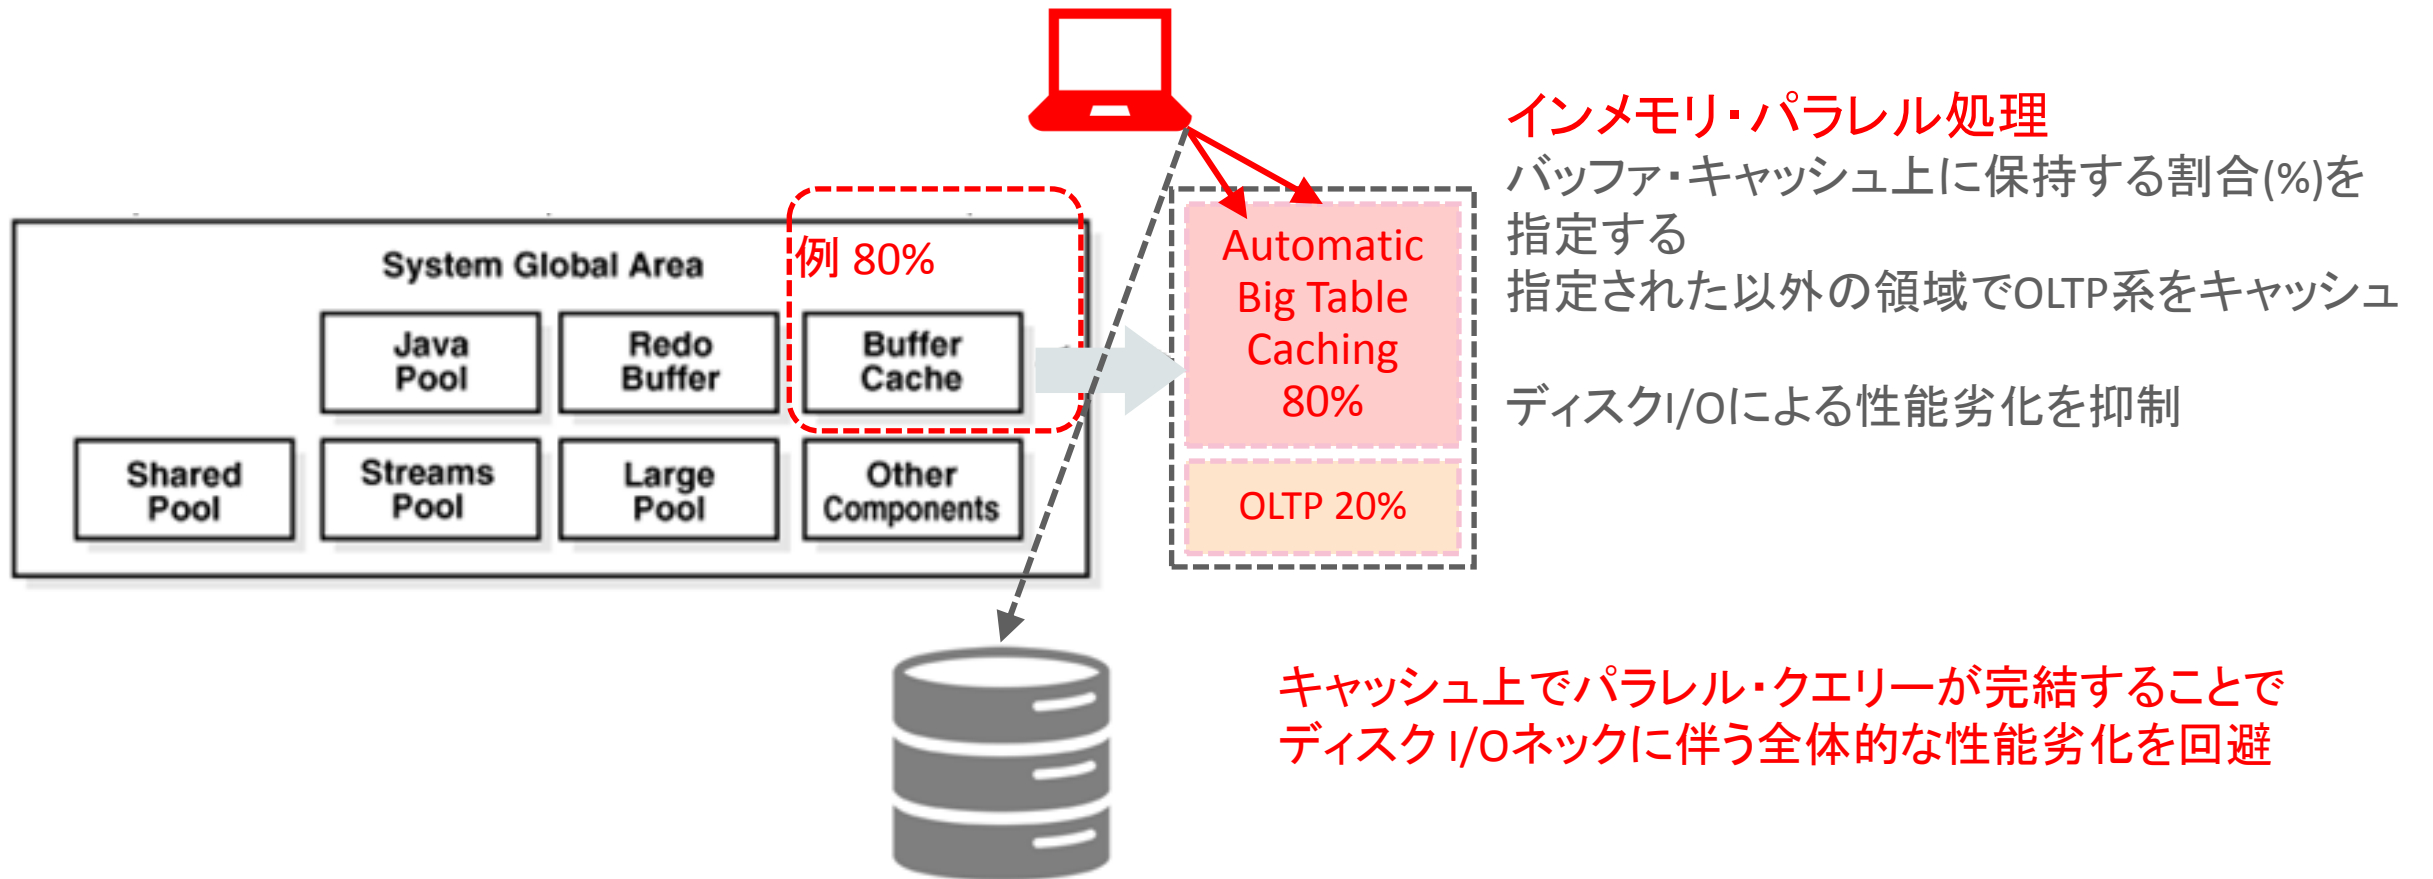 System Global Area
例 80%
Java
Pool
Redo
Buffer
Buffer
Cache
Shared
Pool
Streams
Pool
Large
Pool
Other
Components
Automatic
Big Table
Caching
80%
OLTP 20%
インメモリ・パラレル処理
バッファ・キャッシュ上に保持する割合(%)を
指定する
指定された以外の領域でOLTP系をキャッシュ
ディスクI/Oによる性能劣化を抑制
キャッシュ上でパラレル・クエリーが完結することで
ディスク I/Oネックに伴う全体的な性能劣化を回避